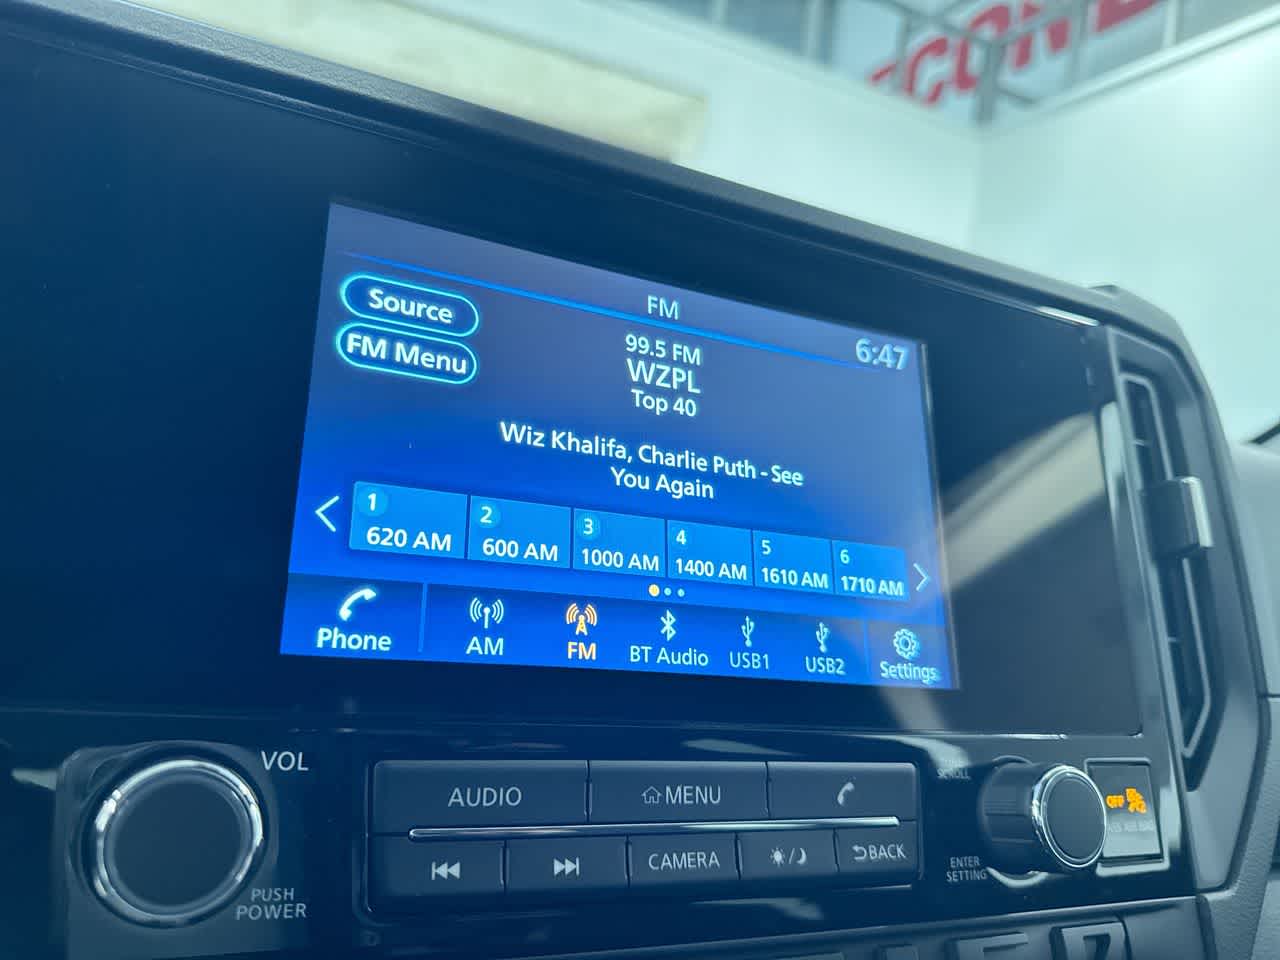 FM
6:47
Source
FM Menu
99.5 FM
WZPL
Top 40
Wiz Khalifa, Charlie Puth - See
You Again
1
620 AM
2
600 AM
3
1000 AM
4
1400 AM
5
1610 AM
6
1710 AM
Phone
AM
FM
BT Audio
USB1
USB2
Settings
VOL
PUSH
POWER
AUDIO
MENU
CAMERA
BACK
SCROLL
ENTER
SETTING
OFF